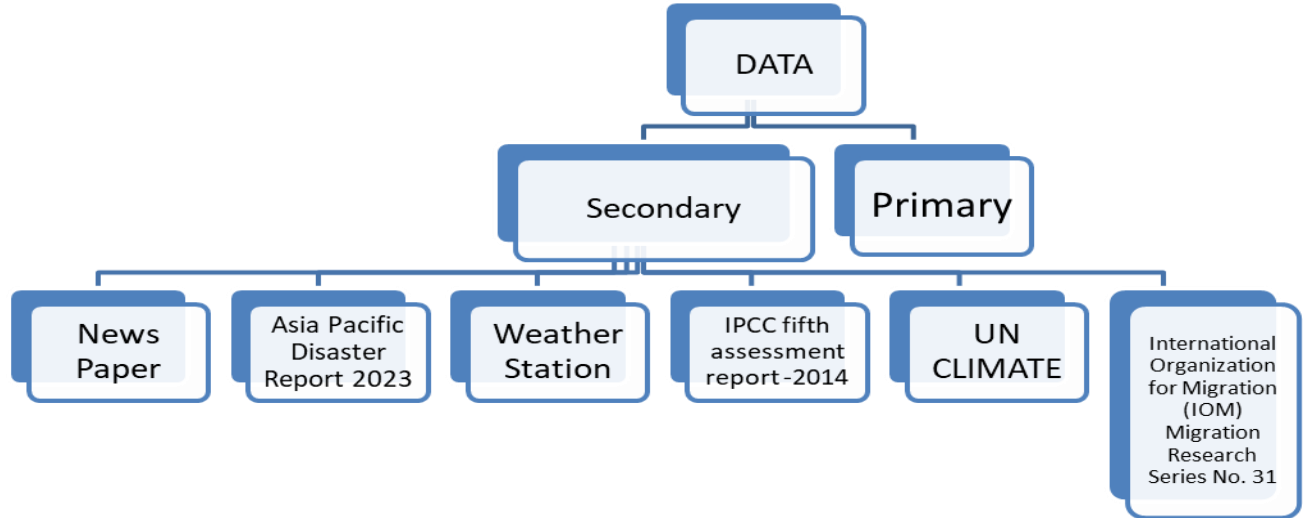 DATA
Secondary
Primary
News
Paper
Asia Pacific
Disaster
Report 2023
Weather
Station
IPCC fifth
assessment
report-2014
UN
CLIMATE
International
Organization
for Migration
(IOM)
Migration
Research
Series No. 31